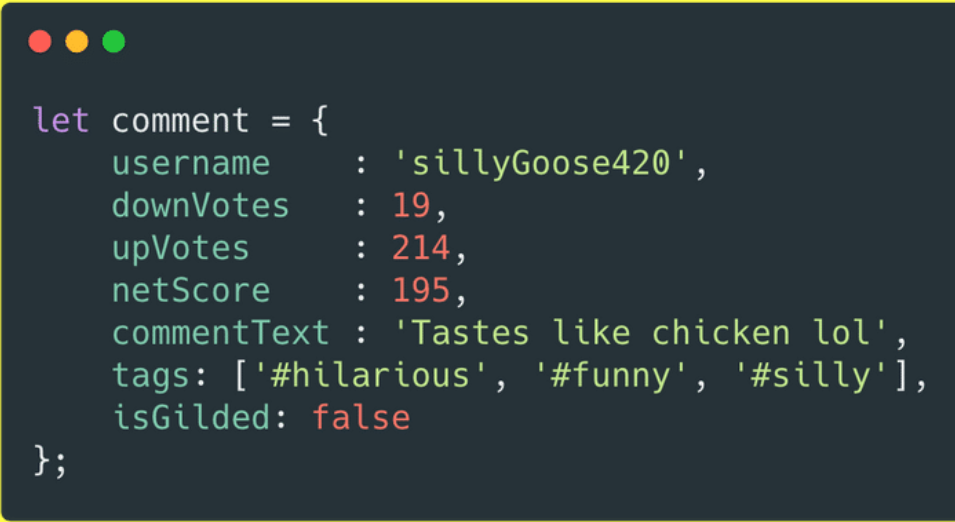 let comment = {
    username    : 'sillyGoose420',
    downVotes   : 19,
    upVotes     : 214,
    netScore    : 195,
    commentText : 'Tastes like chicken lol',
    tags: ['#hilarious', '#funny', '#silly'],
    isGilded: false
};